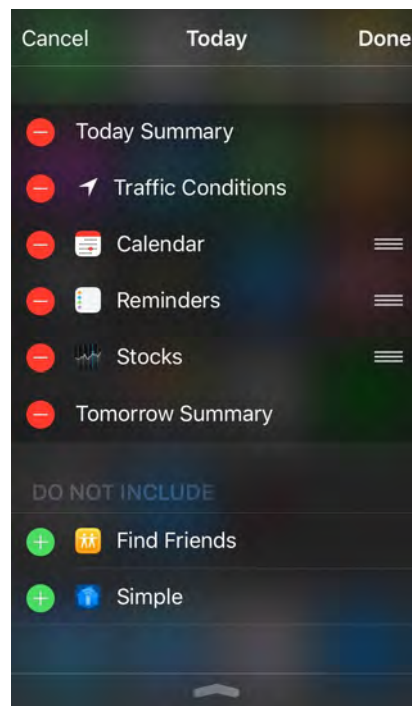 Cancel Today Done
Today Summary
Traffic Conditions
Calendar
Reminders
Stocks
Tomorrow Summary
DO NOT INCLUDE
Find Friends
Simple